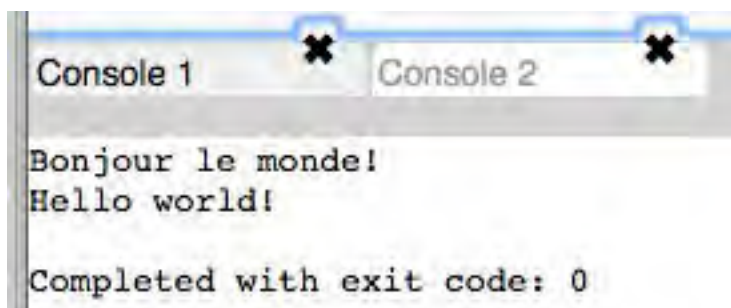 Console 1 Console 2
Bonjour le monde!
Hello world!
Completed with exit code: 0